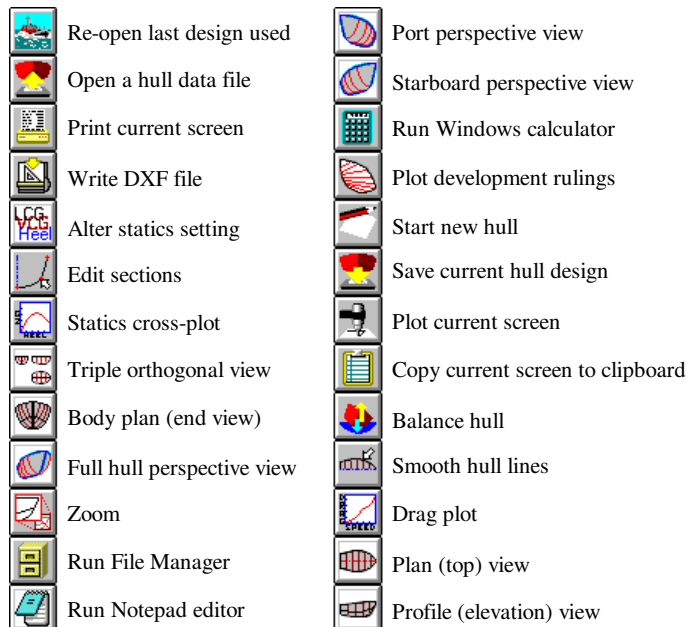 Re-open last design used
Open a hull data file
Print current screen
Write DXF file
LCG
VCG
Heel
Alter statics setting
Edit sections
GZ
HEEL
Statics cross-plot
Triple orthogonal view
Body plan (end view)
Full hull perspective view
Zoom
Run File Manager
Run Notepad editor
Port perspective view
Starboard perspective view
Run Windows calculator
Plot development rulings
Start new hull
Save current hull design
Plot current screen
Copy current screen to clipboard
Balance hull
Smooth hull lines
DRAG
SPEED
Drag plot
Plan (top) view
Profile (elevation) view